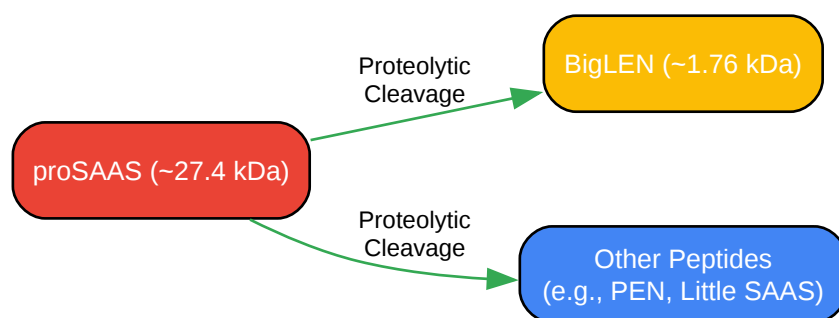 proSAAS (~27.4 kDa)
Proteolytic
Cleavage
BigLEN (~1.76 kDa)
Proteolytic
Cleavage
Other Peptides
(e.g., PEN, Little SAAS)